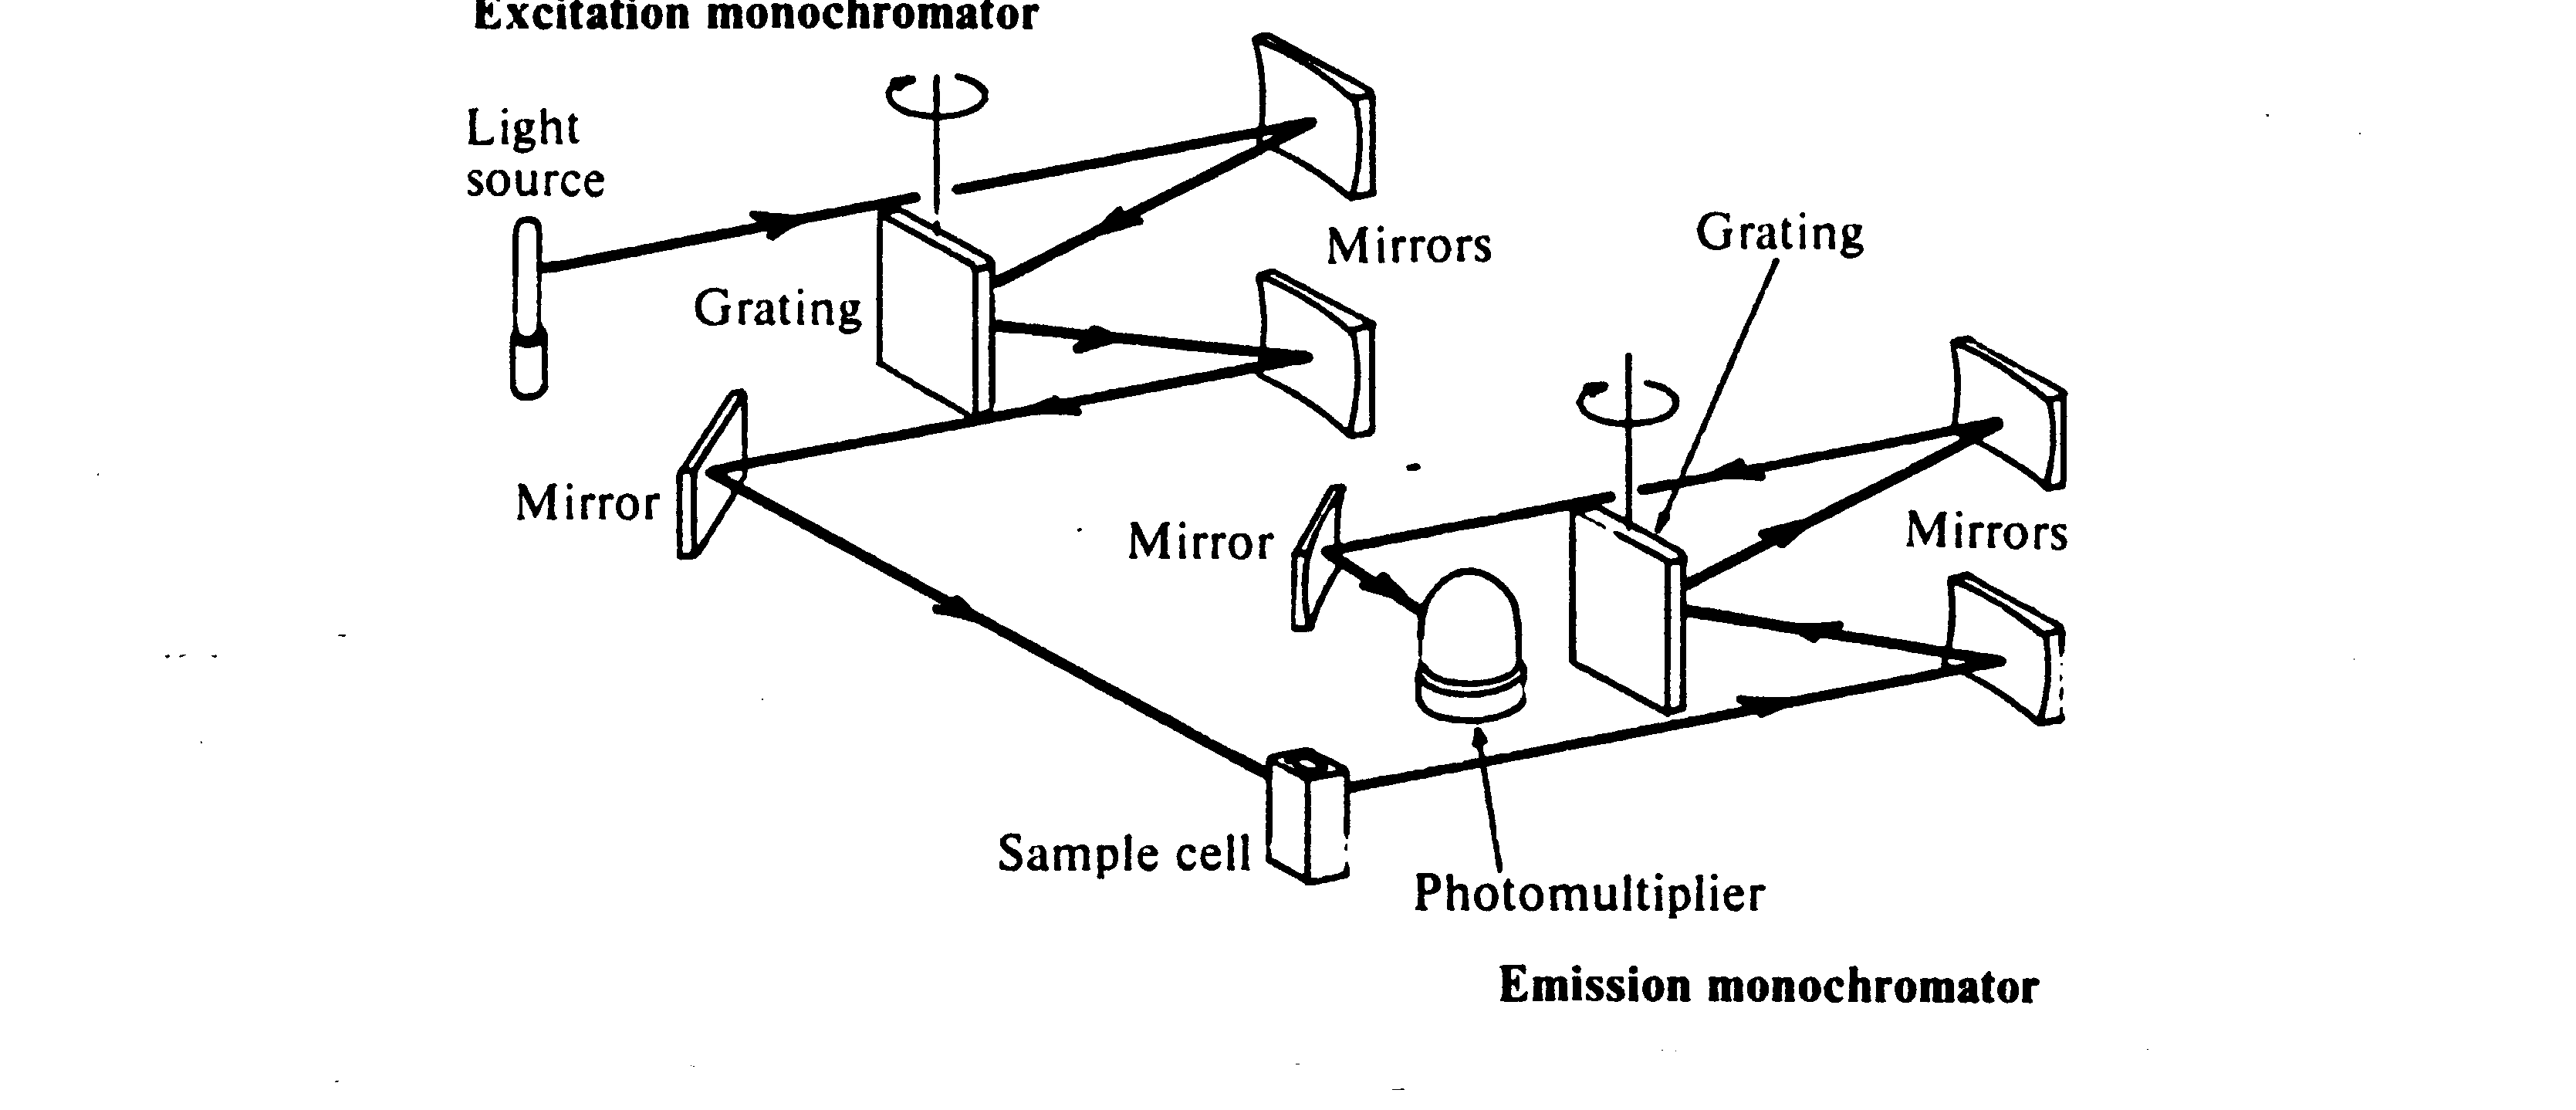 Excitation monochromator
Light
source
Mirrors
Grating
Grating
Mirror
Mirror
Mirrors
Sample cell
Photomultiplier
Emission monochromator